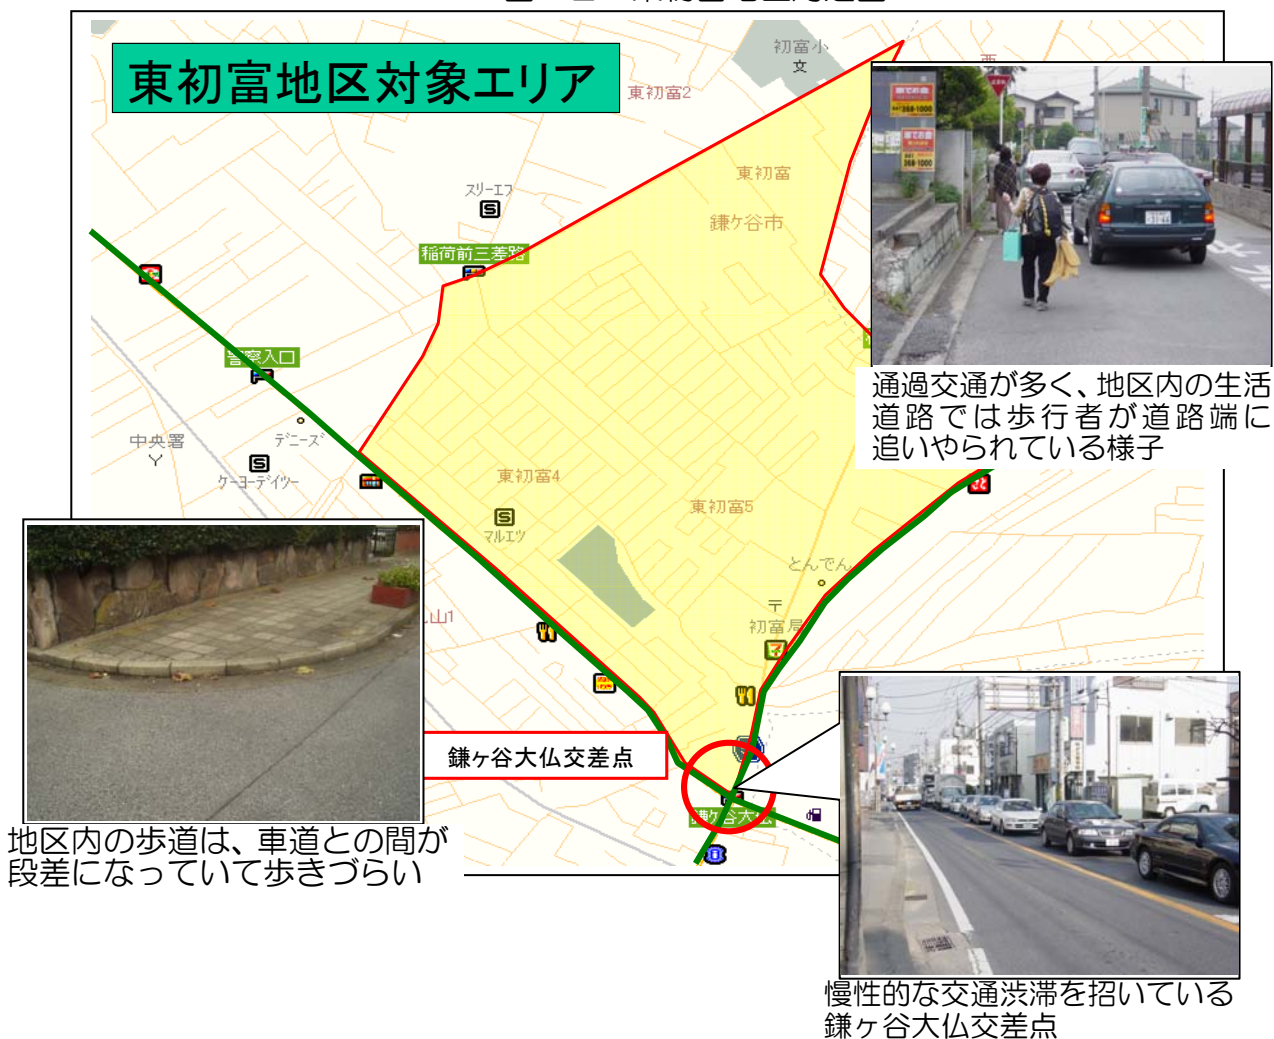 東初富地区対象エリア
初富小
文
東初富2
東初富
鎌ケ谷市
スリーエフ
S
稲荷前三差路
警察入口
デニーズ
中央署
S
ケーヨーデイツー
東初富4
S
マルエツ
東初富5
とんでん
〒
初富局
山1
鎌ヶ谷大仏交差点
通過交通が多く、地区内の生活
道路では歩行者が道路端に
追いやられている様子
地区内の歩道は、車道との間が
段差になっていて歩きづらい
慢性的な交通渋滞を招いている
鎌ヶ谷大仏交差点